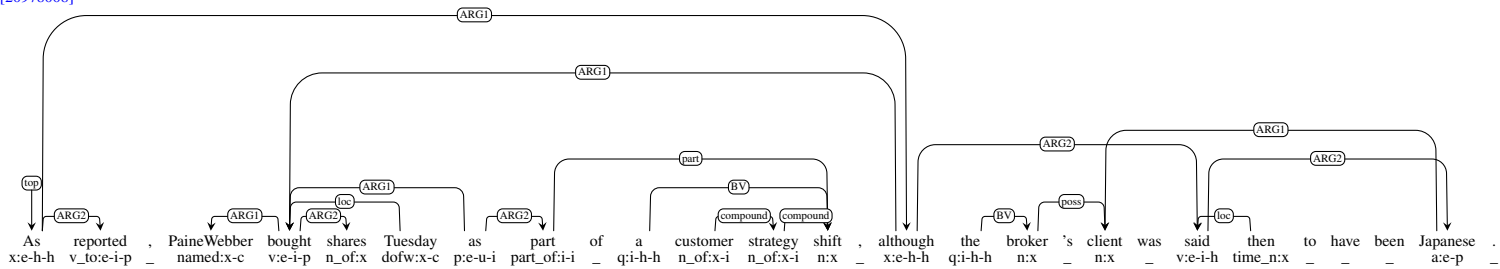 ARG1
ARG1
ARG1
ARG2
part
ARG2
top
ARG1
BV
loc
poss
ARG2
ARG1
ARG2
ARG2
compound
compound
BV
loc
As reported , PaineWebber bought shares Tuesday as part of a customer strategy shift , although the broker 's client was said then to have been Japanese .
x:e-h-h v_to:e-i-p _ named:x-c v:e-i-p n_of:x dofw:x-c p:e-u-i part_of:i-i _ q:i-h-h n_of:x-i n_of:x-i n:x _ x:e-h-h q:i-h-h n:x _ n:x _ v:e-i-h time_n:x _ _ _ a:e-p _